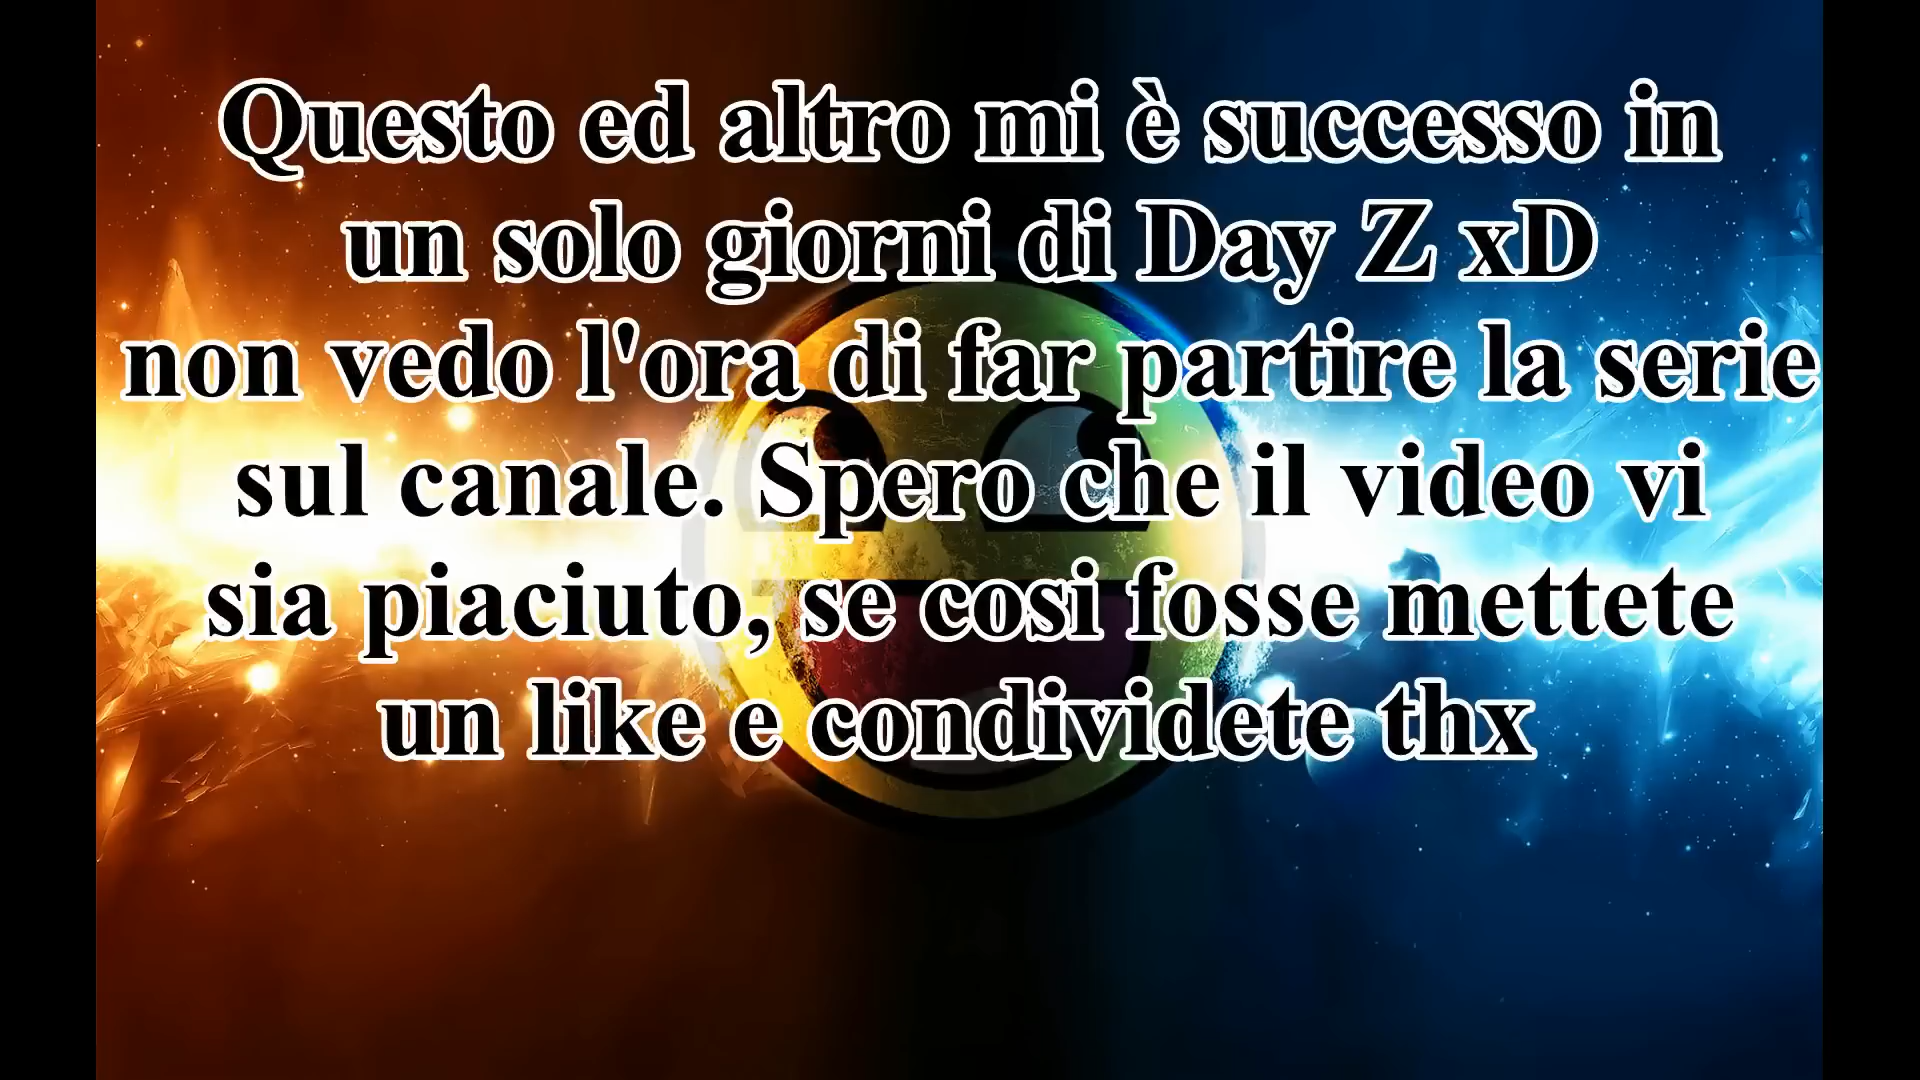 Questo ed altro mi è successo in
un solo giorni di Day Z xD
non vedo l'ora di far partire la serie
sul canale. Spero che il video vi
sia piaciuto, se cosi fosse mettete
un like e condividete thx